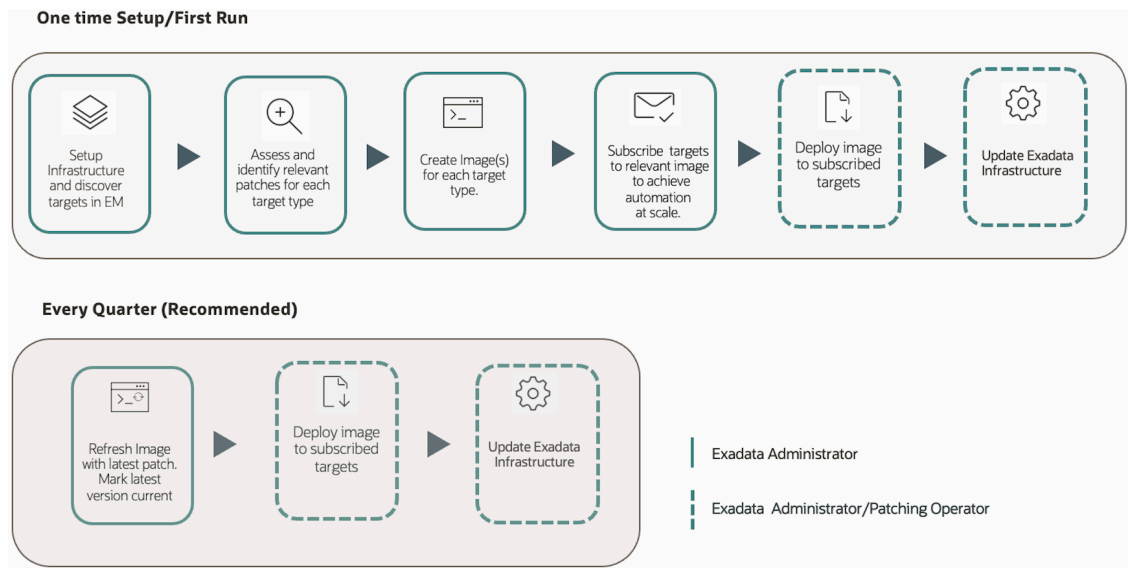 One time Setup/First Run
Setup
Infrastructure
and discover
targets in EM
Assess and
identify relevant
patches for each
target type
>_
Create Image(s)
for each target
type.
Subscribe targets
to relevant image
to achieve
automation
at scale.
Deploy image
to subscribed
targets
Update Exadata
Infrastructure
Every Quarter (Recommended)
>_
Refresh Image
with latest patch.
Mark latest
version current
Deploy image
to subscribed
targets
Update Exadata
Infrastructure
Exadata Administrator
Exadata Administrator/Patching Operator